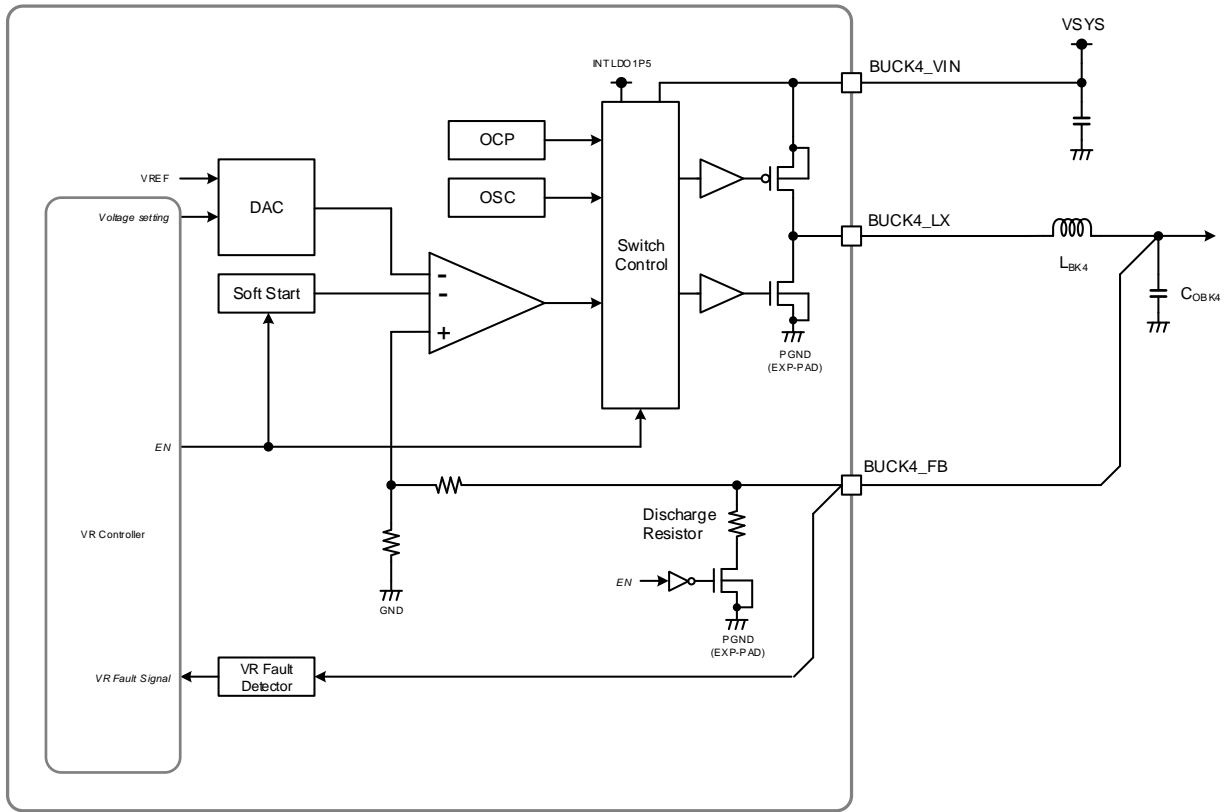 VSYS
INTLDO1P5
BUCK4_VIN
OCP
VREF
DAC
OSC
Voltage setting
BUCK4_LX
Switch
Control
LBK4
Soft Start
-
-
+
COBK4
PGND
(EXP-PAD)
EN
BUCK4_FB
Discharge
Resistor
VR Controller
EN
GND
PGND
(EXP-PAD)
VR Fault Signal
VR Fault
Detector